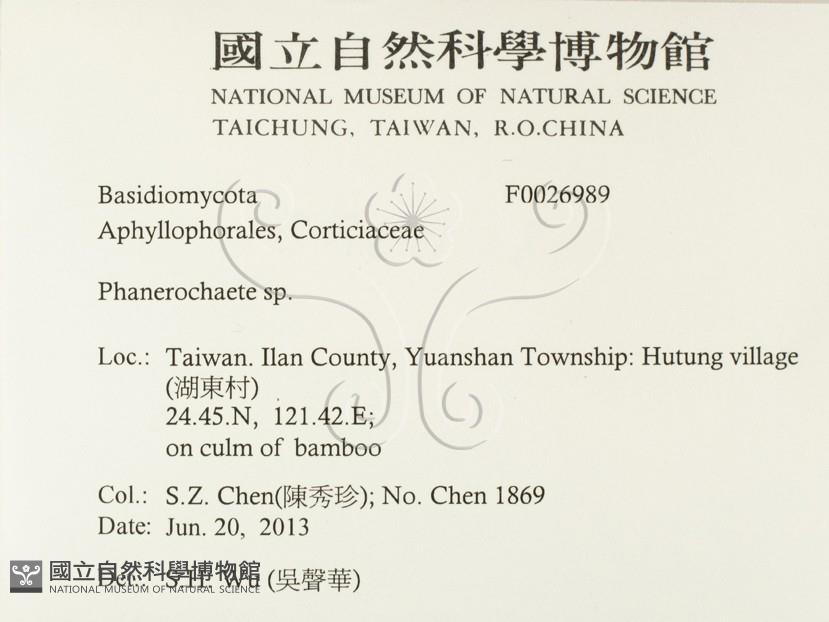 國立自然科學博物館
NATIONAL MUSEUM OF NATURAL SCIENCE
TAICHUNG, TAIWAN, R.O.CHINA
Basidiomycota F0026989
Aphyllophorales, Corticiaceae
Phanerochaete sp.
Loc.: Taiwan. Ilan County, Yuanshan Township: Hutung village
(湖東村)
24.45.N, 121.42.E;
on culm of bamboo
Col.: S.Z. Chen(陳秀珍); No. Chen 1869
Date: Jun. 20, 2013
Det.: S.H. Wu (吳聲華)
國立自然科學博物館
NATIONAL MUSEUM OF NATURAL SCIENCE